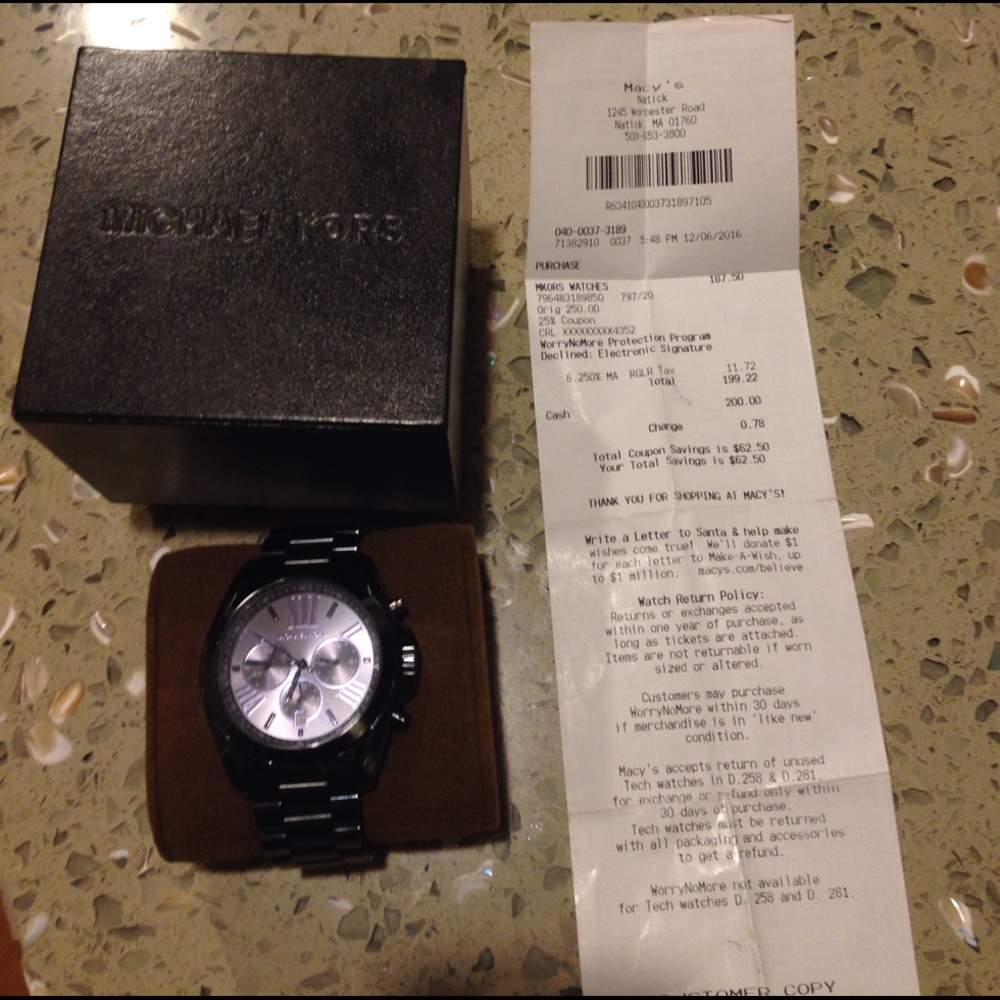 MICHAEL KORS
Macy's
Natick
1245 Worcester Road
Natick, MA 01760
508-653-3800
R6341040003731897105
040-0037-3189
71382910 0037 5:48 PM 12/06/2016
PURCHASE
MKORS WATCHES 187.50
796483189850 797/20
Orig 250.00
25% Coupon
CRL XXXXXXXXX4352
WorryNoMore Protection Program
Declined: Electronic Signature
6.250% MA RGLR Tax 11.72
Total 199.22
Cash 200.00
Change 0.78
Total Coupon Savings is $62.50
Your Total Savings is $62.50
THANK YOU FOR SHOPPING AT MACY'S!
Write a Letter to Santa & help make
wishes come true! We'll donate $1
for each letter to Make-A-Wish, up
to $1 million. macys.com/believe
Watch Return Policy:
Returns or exchanges accepted
within one year of purchase, as
long as tickets are attached.
Items are not returnable if worn
sized or altered.
Customers may purchase
WorryNoMore within 30 days
if merchandise is in 'like new'
condition.
Macy's accepts return of unused
Tech watches in D.258 & D.281,
for exchange or refund only within
30 days of purchase.
Tech watches must be returned
with all packaging and accessories
to get a refund.
WorryNoMore not available
for Tech watches D. 258 and D. 281.
CUSTOMER COPY